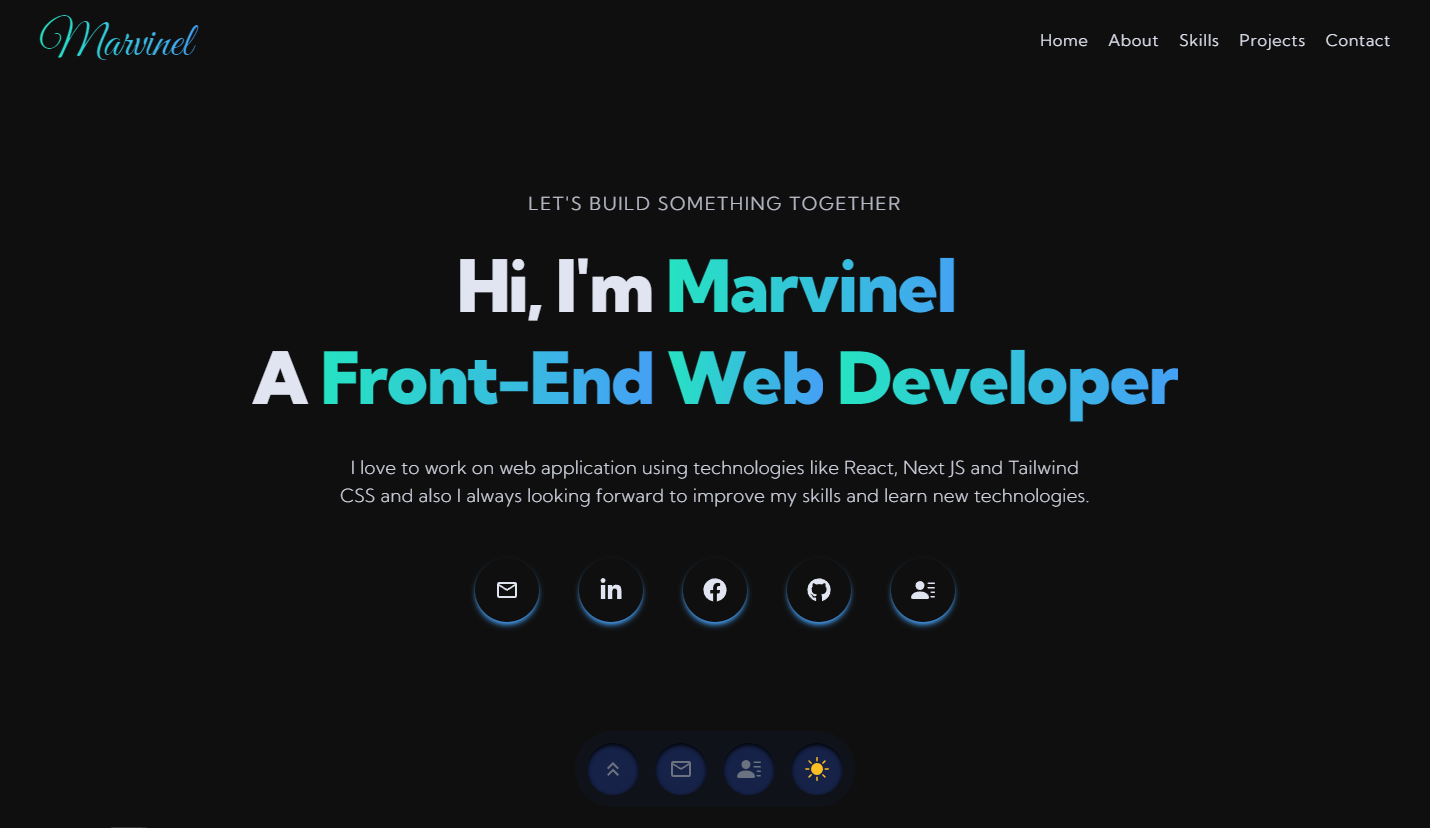 Marvinel
Home About Skills Projects Contact
LET'S BUILD SOMETHING TOGETHER
Hi, I'm Marvinel
A Front-End Web Developer
I love to work on web application using technologies like React, Next JS and Tailwind
CSS and also I always looking forward to improve my skills and learn new technologies.